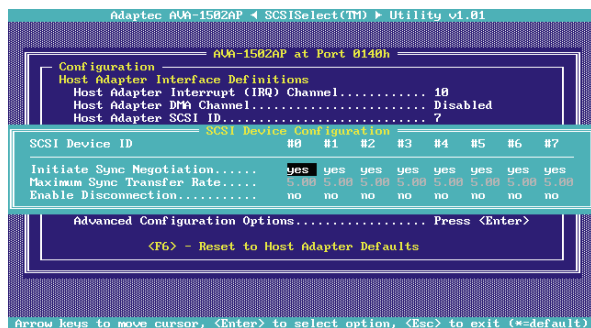 Adaptec AVA-1502AP ◄ SCSISelect(TM) ► Utility v1.01
AVA-1502AP at Port 0140h
Configuration
Host Adapter Interface Definitions
Host Adapter Interrupt (IRQ) Channel............ 10
Host Adapter DMA Channel........................ Disabled
Host Adapter SCSI ID............................ 7
SCSI Device Configuration
SCSI Device ID #0 #1 #2 #3 #4 #5 #6 #7
Initiate Sync Negotiation...... yes yes yes yes yes yes yes yes
Maximum Sync Transfer Rate..... 5.00 5.00 5.00 5.00 5.00 5.00 5.00 5.00
Enable Disconnection........... no no no no no no no no
Advanced Configuration Options.................. Press <Enter>
<F6> - Reset to Host Adapter Defaults
Arrow keys to move cursor, <Enter> to select option, <Esc> to exit (*=default)